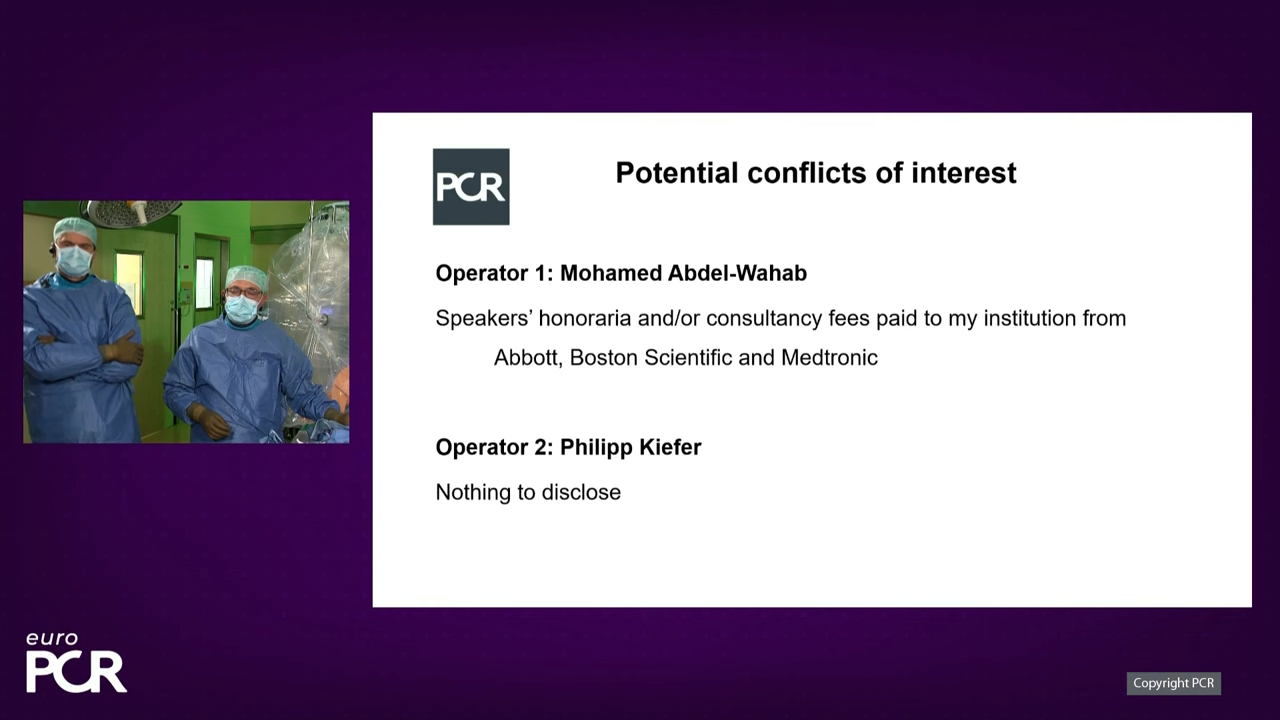 PCR
Potential conflicts of interest
Operator 1: Mohamed Abdel-Wahab
Speakers’ honoraria and/or consultancy fees paid to my institution from
Abbott, Boston Scientific and Medtronic
Operator 2: Philipp Kiefer
Nothing to disclose
euro
PCR
Copyright PCR